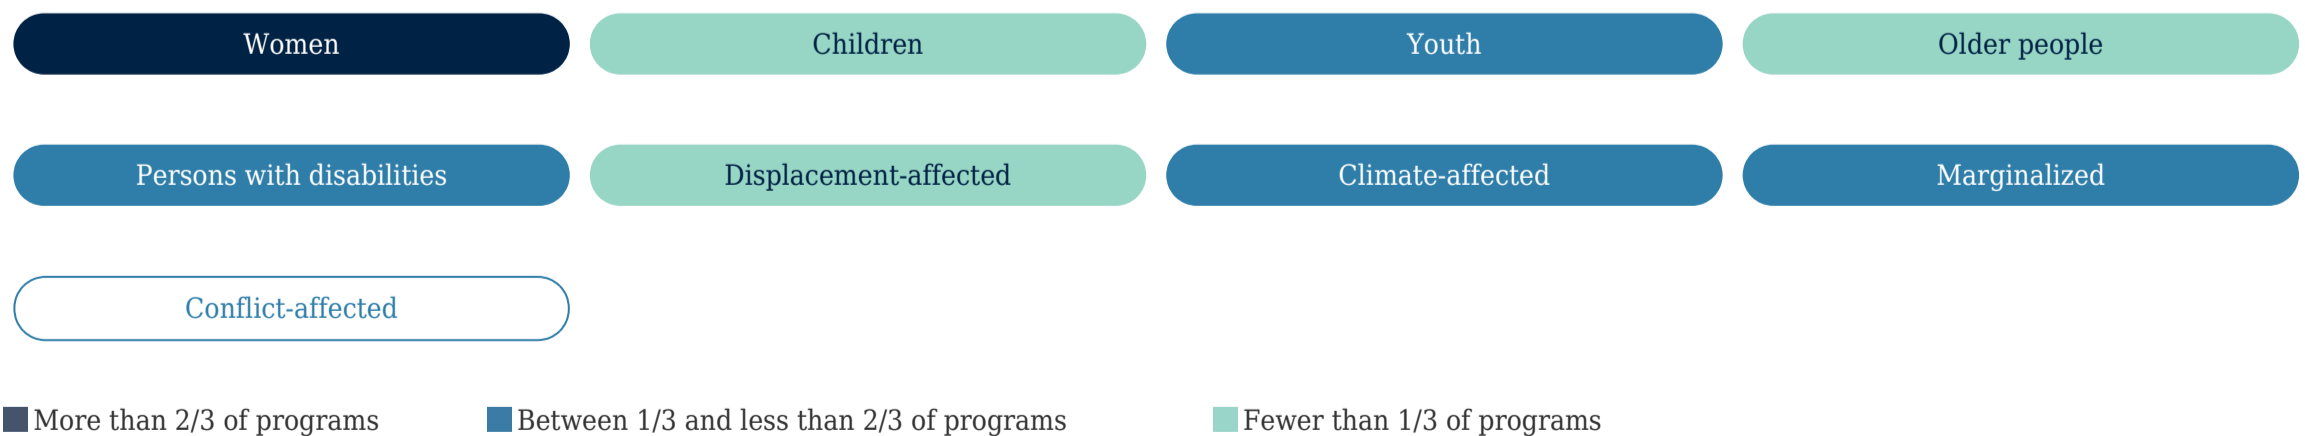 Women
Children
Youth
Older people
Persons with disabilities
Displacement-affected
Climate-affected
Marginalized
Conflict-affected
More than 2/3 of programs
Between 1/3 and less than 2/3 of programs
Fewer than 1/3 of programs